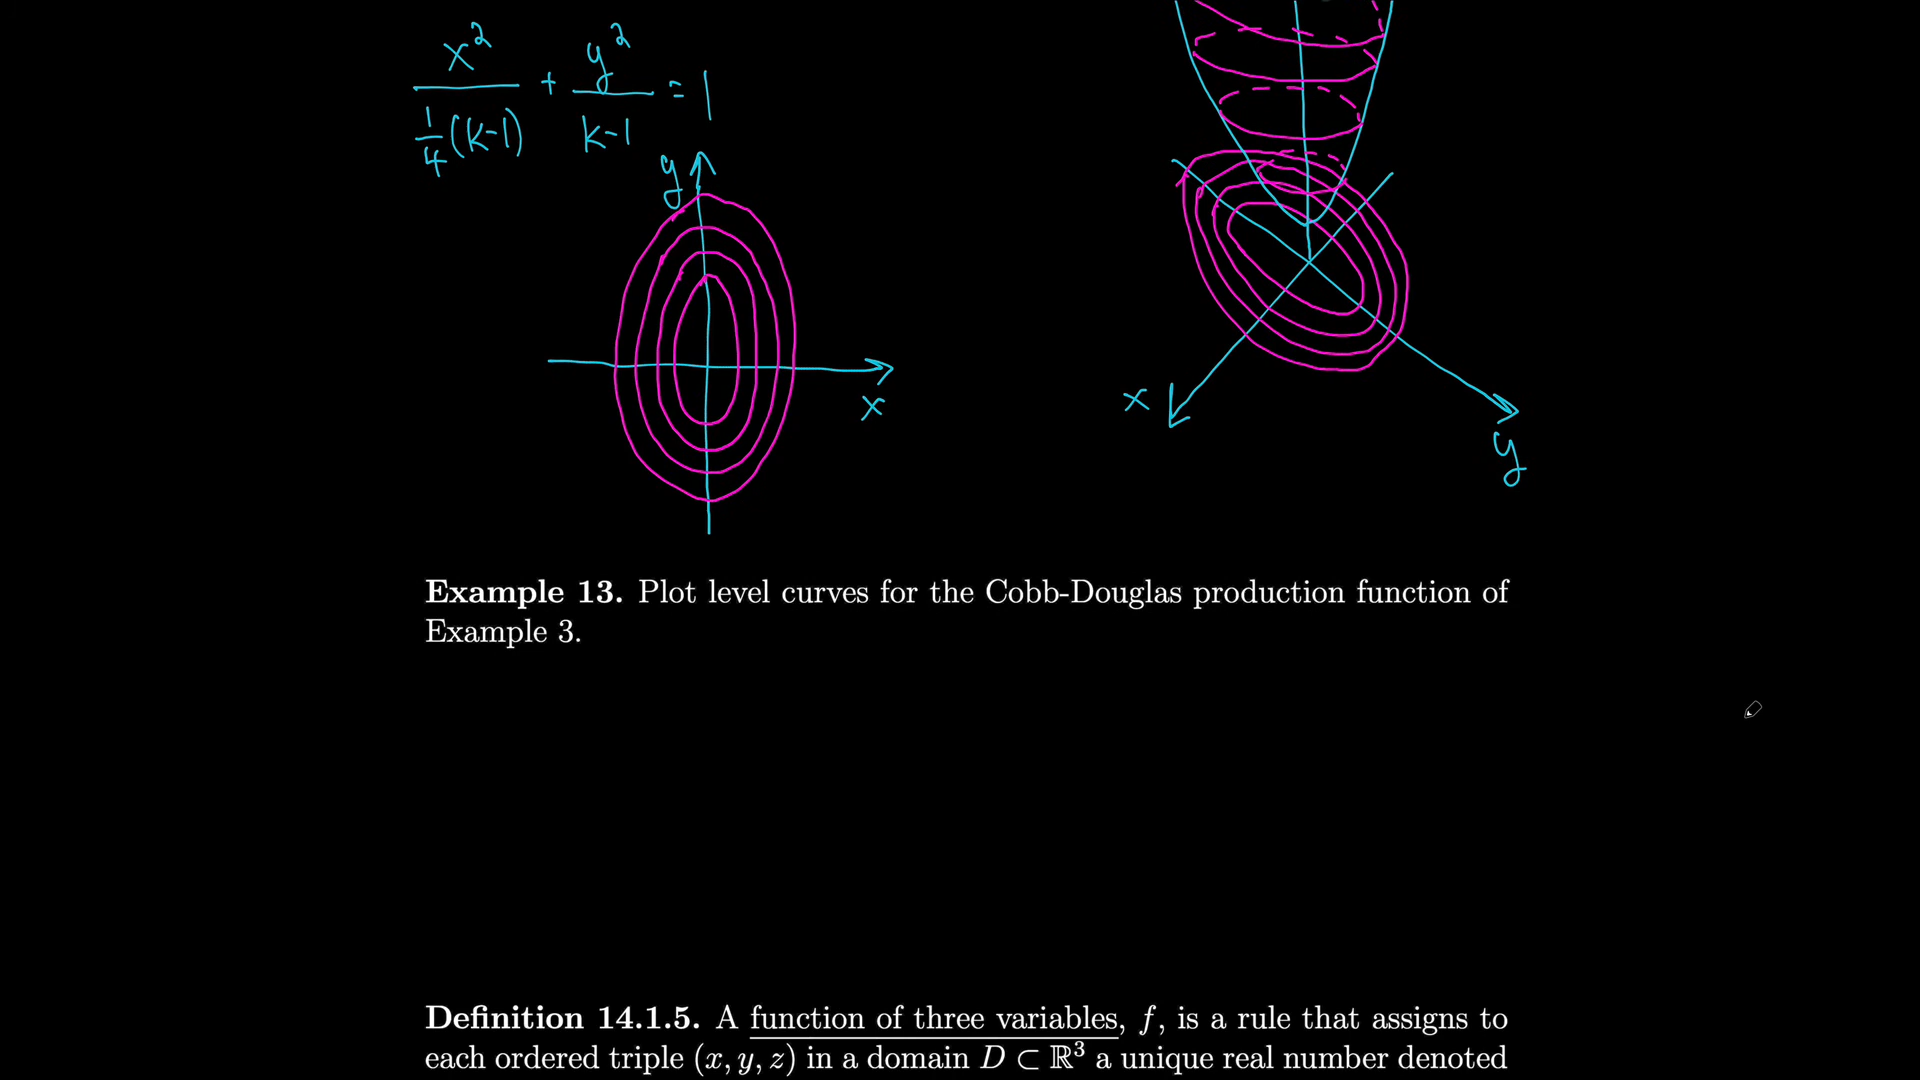 x²/(¼(k-1)) + y²/(k-1) = 1
y
x
x
y
Example 13. Plot level curves for the Cobb-Douglas production function of
Example 3.
Definition 14.1.5. A function of three variables, f, is a rule that assigns to
each ordered triple (x, y, z) in a domain D ⊂ ℝ³ a unique real number denoted